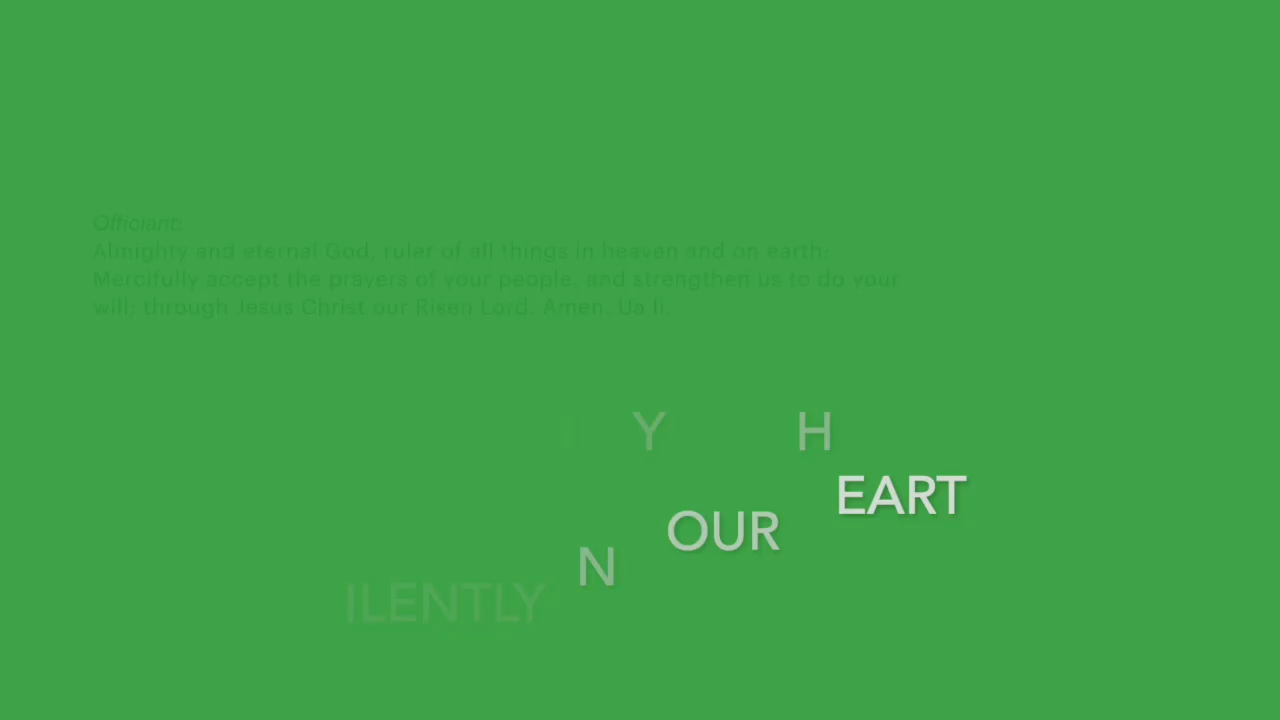 Officiant:
Almighty and eternal God, ruler of all things in heaven and on earth:
Mercifully accept the prayers of your people, and strengthen us to do your
will; through Jesus Christ our Risen Lord. Amen. Ua li.
I Y H
EART
OUR
N
ILENTLY